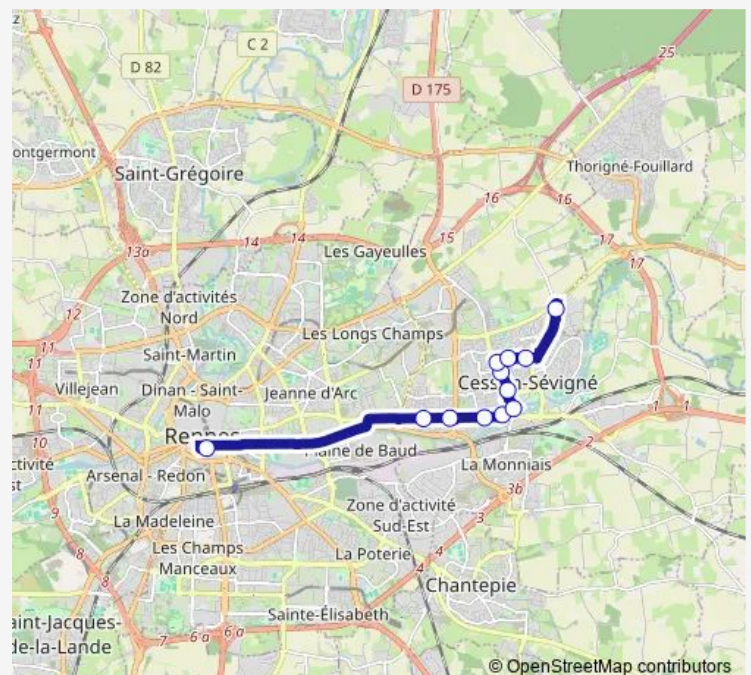 z
C 2
D 82
25
D 175
ontgermont
Saint-Grégoire
Thorigné-Fouillard
16
16
14
14
15
13a
Les Gayeulles
17
17
Zone d'activités
Nord
12
Les Longs Champs
11
Saint-Martin
11
Villejean
Dinan - Saint-
Malo
Jeanne d'Arc
Cesson-Sévigné
1
1
10
Rennes
Plaine de Baud
2
ctivité
st
Arsenal - Redon
La Monniais
3b
9
La Madeleine
Zone d'activité
Sud-Est
3
Les Champs
Manceaux
La Poterie
4
4
8
8
Chantepie
Sainte-Élisabeth
aint-Jacques-
de-la-Lande
7
6 a
6 a
© OpenStreetMap contributors